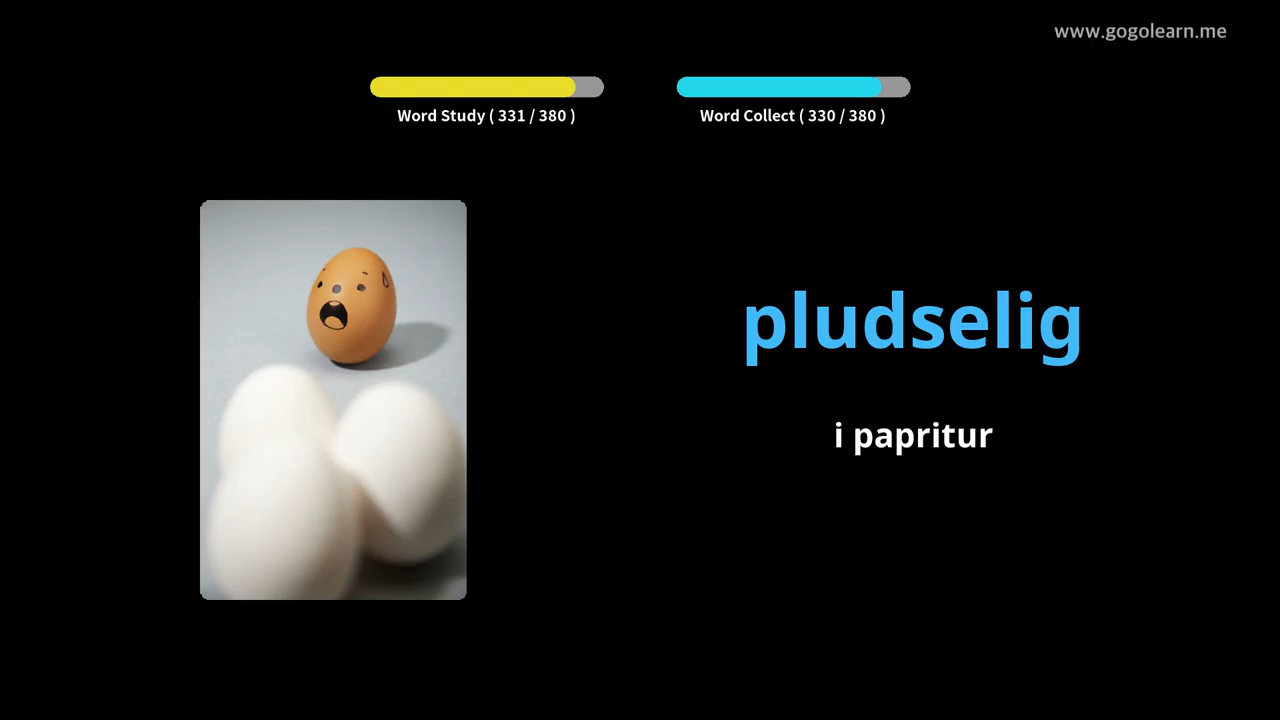 www.gogolearn.me
Word Study ( 331 / 380 )
Word Collect ( 330 / 380 )
pludselig
i papritur